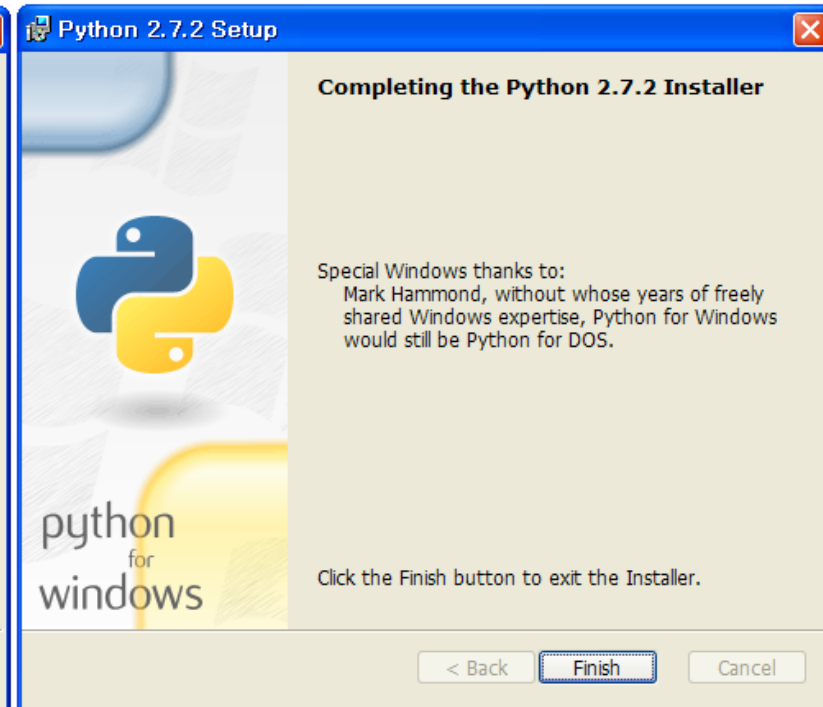 Python 2.7.2 Setup
Completing the Python 2.7.2 Installer
Special Windows thanks to:
Mark Hammond, without whose years of freely
shared Windows expertise, Python for Windows
would still be Python for DOS.
python
for
windows
Click the Finish button to exit the Installer.
< Back Finish Cancel